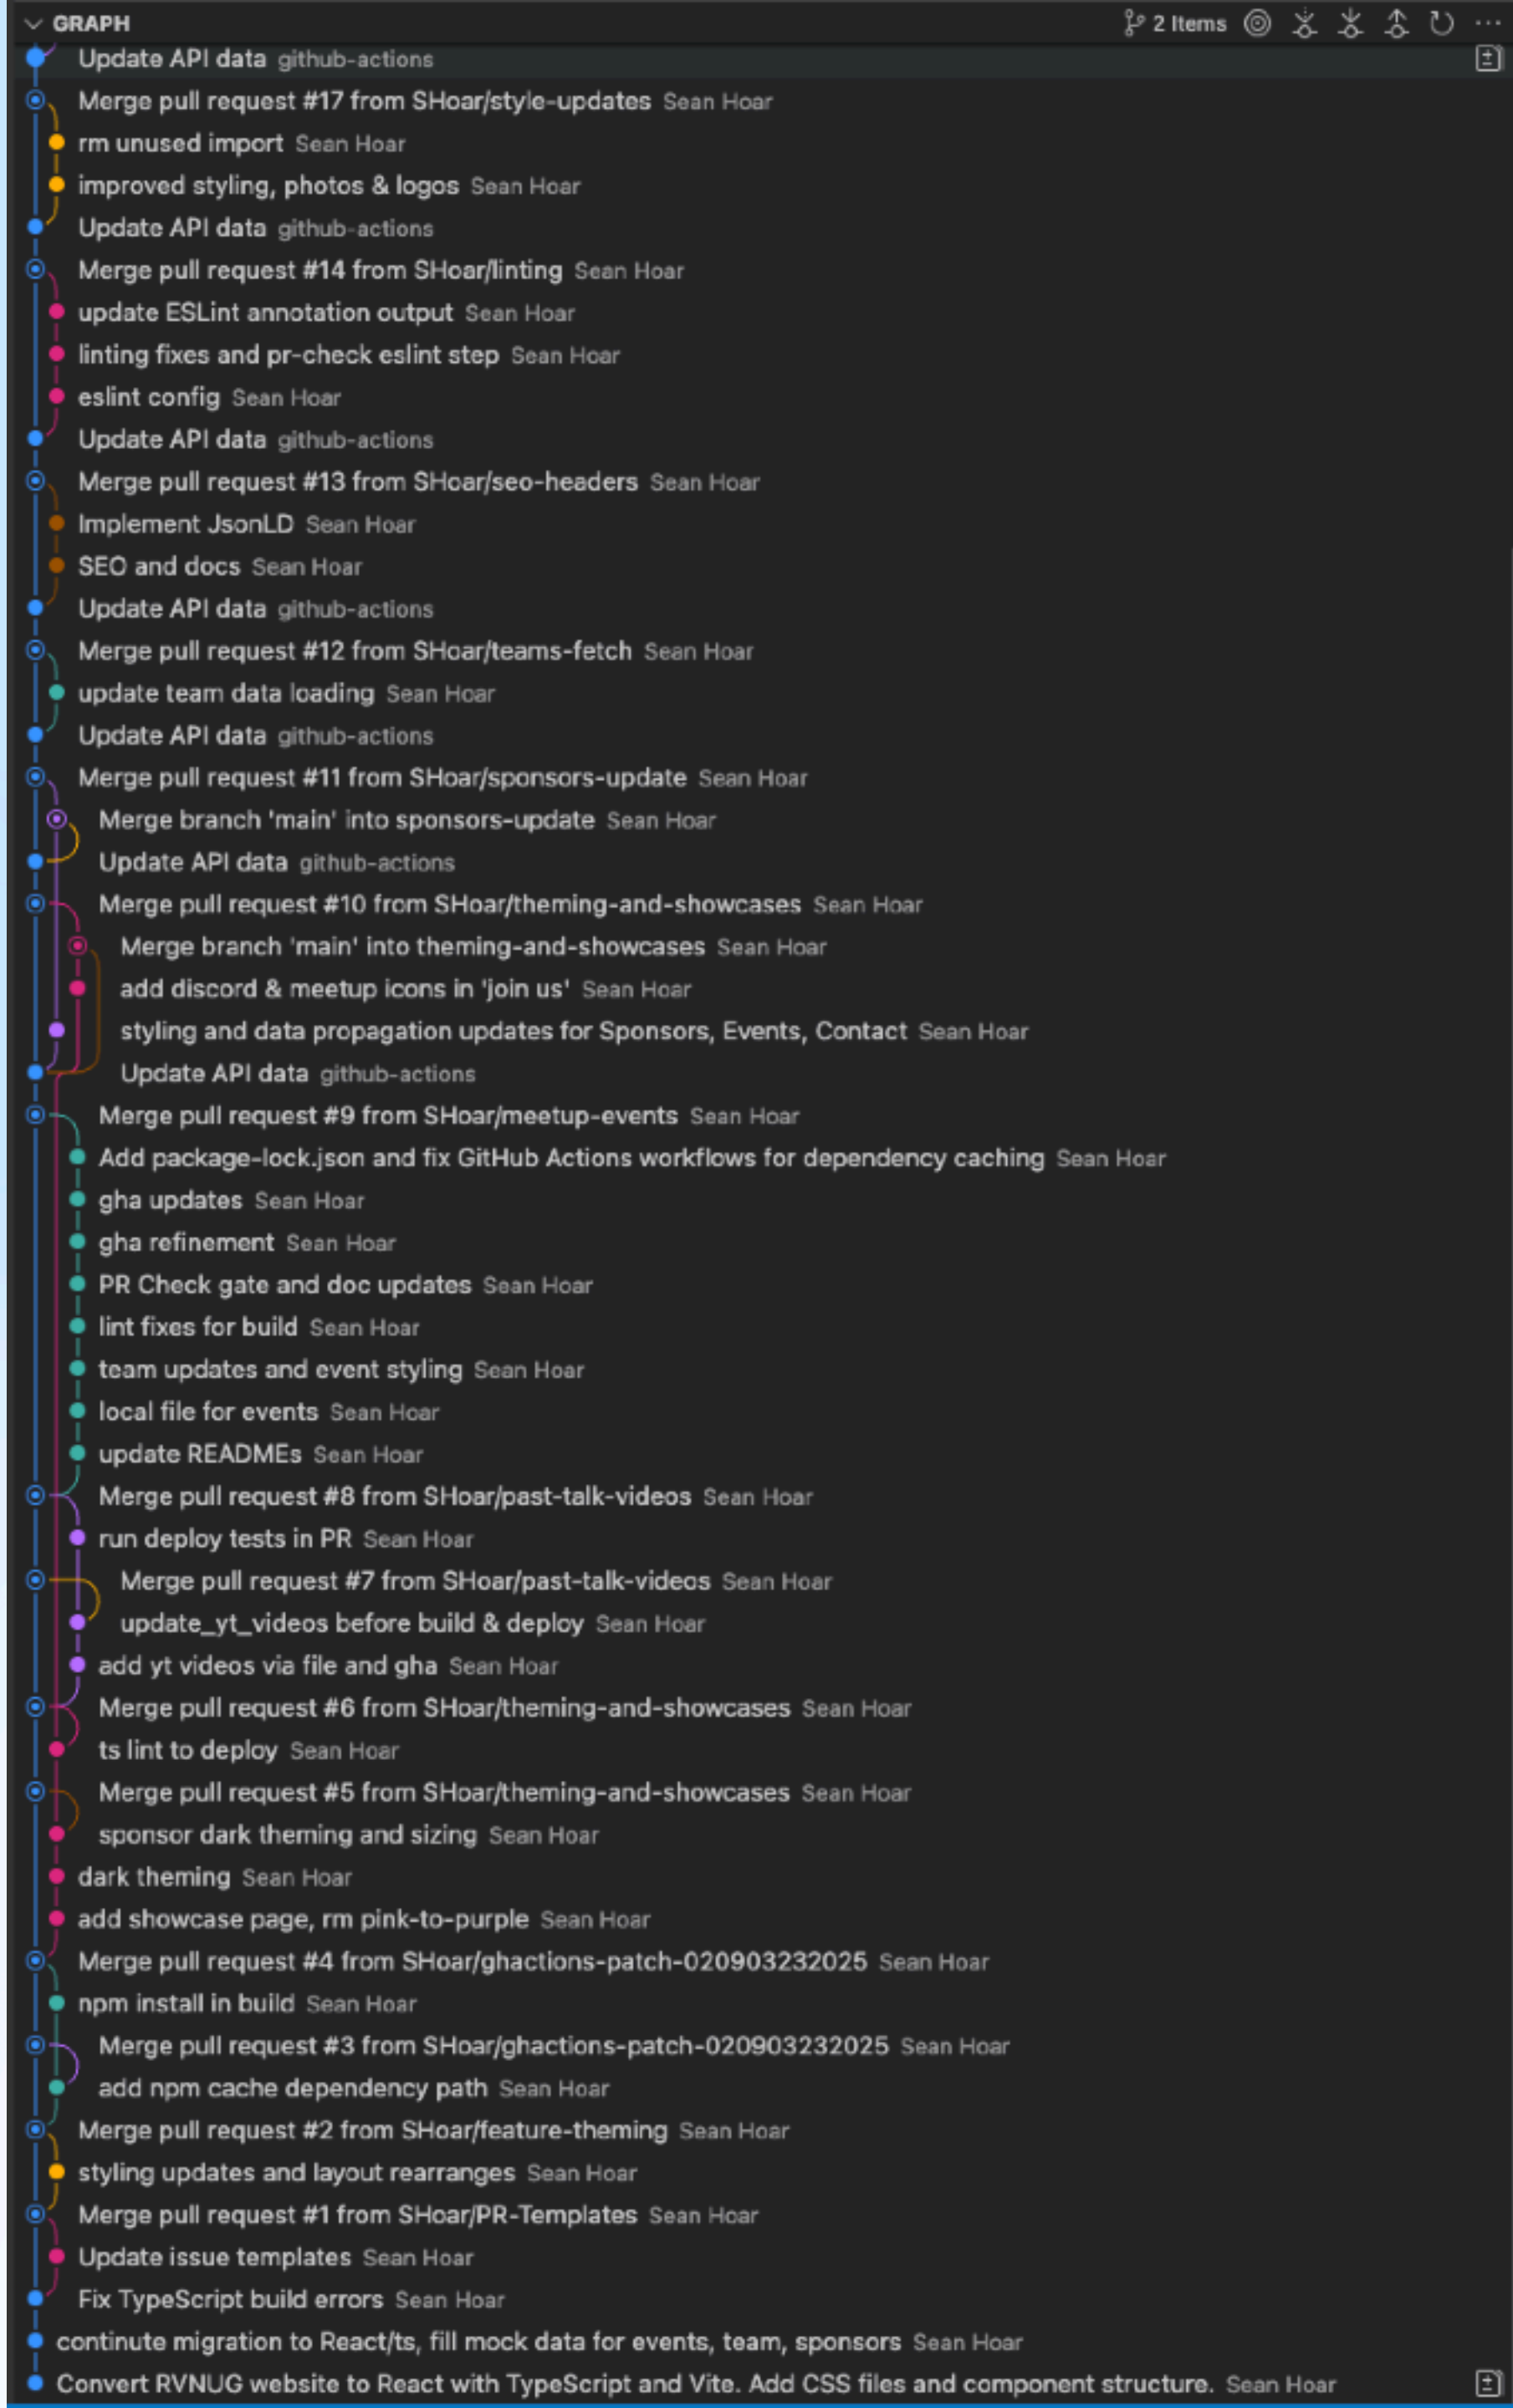 GRAPH 2 Items
Update API data github-actions
Merge pull request #17 from SHoar/style-updates Sean Hoar
rm unused import Sean Hoar
improved styling, photos & logos Sean Hoar
Update API data github-actions
Merge pull request #14 from SHoar/linting Sean Hoar
update ESLint annotation output Sean Hoar
linting fixes and pr-check eslint step Sean Hoar
eslint config Sean Hoar
Update API data github-actions
Merge pull request #13 from SHoar/seo-headers Sean Hoar
Implement JsonLD Sean Hoar
SEO and docs Sean Hoar
Update API data github-actions
Merge pull request #12 from SHoar/teams-fetch Sean Hoar
update team data loading Sean Hoar
Update API data github-actions
Merge pull request #11 from SHoar/sponsors-update Sean Hoar
Merge branch 'main' into sponsors-update Sean Hoar
Update API data github-actions
Merge pull request #10 from SHoar/theming-and-showcases Sean Hoar
Merge branch 'main' into theming-and-showcases Sean Hoar
add discord & meetup icons in 'join us' Sean Hoar
styling and data propagation updates for Sponsors, Events, Contact Sean Hoar
Update API data github-actions
Merge pull request #9 from SHoar/meetup-events Sean Hoar
Add package-lock.json and fix GitHub Actions workflows for dependency caching Sean Hoar
gha updates Sean Hoar
gha refinement Sean Hoar
PR Check gate and doc updates Sean Hoar
lint fixes for build Sean Hoar
team updates and event styling Sean Hoar
local file for events Sean Hoar
update READMEs Sean Hoar
Merge pull request #8 from SHoar/past-talk-videos Sean Hoar
run deploy tests in PR Sean Hoar
Merge pull request #7 from SHoar/past-talk-videos Sean Hoar
update_yt_videos before build & deploy Sean Hoar
add yt videos via file and gha Sean Hoar
Merge pull request #6 from SHoar/theming-and-showcases Sean Hoar
ts lint to deploy Sean Hoar
Merge pull request #5 from SHoar/theming-and-showcases Sean Hoar
sponsor dark theming and sizing Sean Hoar
dark theming Sean Hoar
add showcase page, rm pink-to-purple Sean Hoar
Merge pull request #4 from SHoar/ghactions-patch-020903232025 Sean Hoar
npm install in build Sean Hoar
Merge pull request #3 from SHoar/ghactions-patch-020903232025 Sean Hoar
add npm cache dependency path Sean Hoar
Merge pull request #2 from SHoar/feature-theming Sean Hoar
styling updates and layout rearranges Sean Hoar
Merge pull request #1 from SHoar/PR-Templates Sean Hoar
Update issue templates Sean Hoar
Fix TypeScript build errors Sean Hoar
continute migration to React/ts, fill mock data for events, team, sponsors Sean Hoar
Convert RVNUG website to React with TypeScript and Vite. Add CSS files and component structure. Sean Hoar